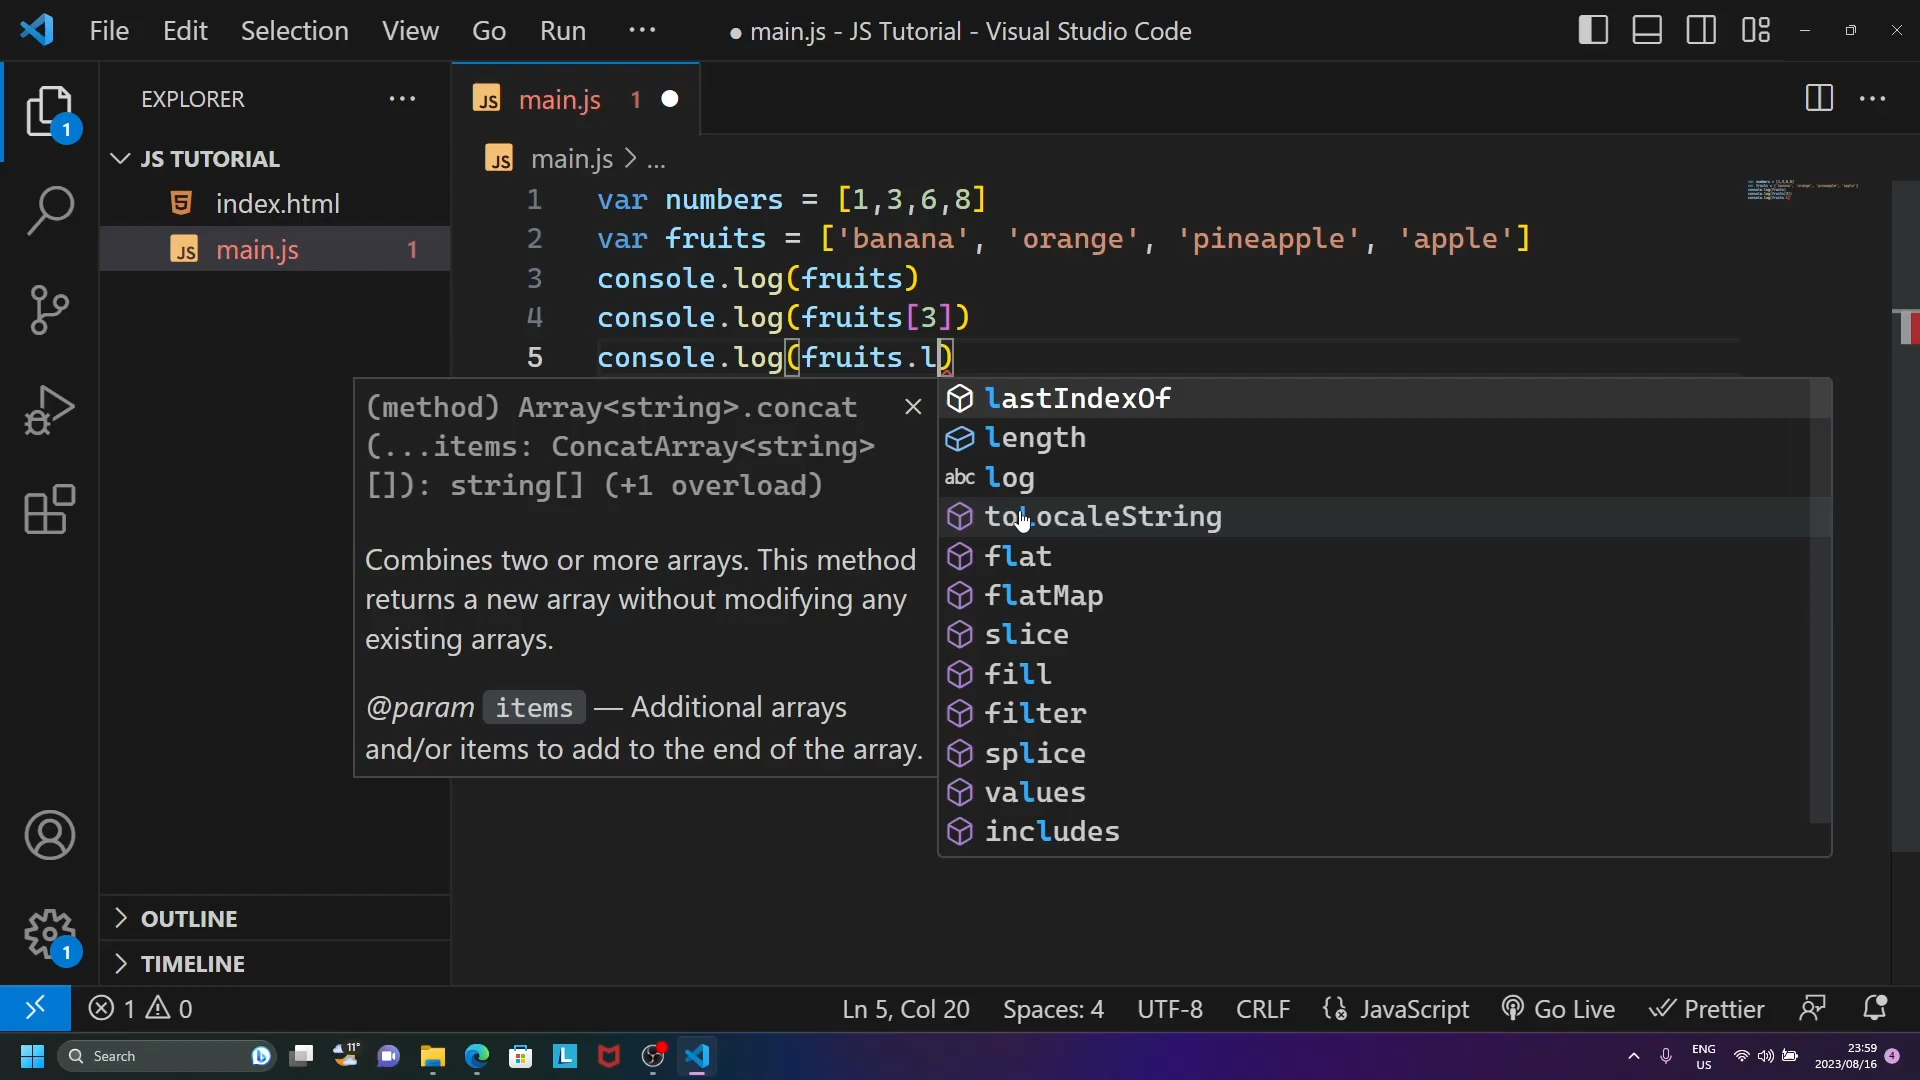 File Edit Selection View Go Run ··· ● main.js - JS Tutorial - Visual Studio Code
EXPLORER ···
JS main.js 1 ●
JS TUTORIAL
JS main.js > ...
index.html
JS main.js 1
1 var numbers = [1,3,6,8]
2 var fruits = ['banana', 'orange', 'pineapple', 'apple']
3 console.log(fruits)
4 console.log(fruits[3])
5 console.log(fruits.l)
(method) Array<string>.concat
(...items: ConcatArray<string>
[]): string[] (+1 overload)
Combines two or more arrays. This method
returns a new array without modifying any
existing arrays.
@param items — Additional arrays
and/or items to add to the end of the array.
lastIndexOf
length
abc log
toLocaleString
flat
flatMap
slice
fill
filter
splice
values
includes
1
1
OUTLINE
TIMELINE
1 0 Ln 5, Col 20 Spaces: 4 UTF-8 CRLF {} JavaScript Go Live Prettier
Search 11° L ENG US 23:59 2023/08/16 4